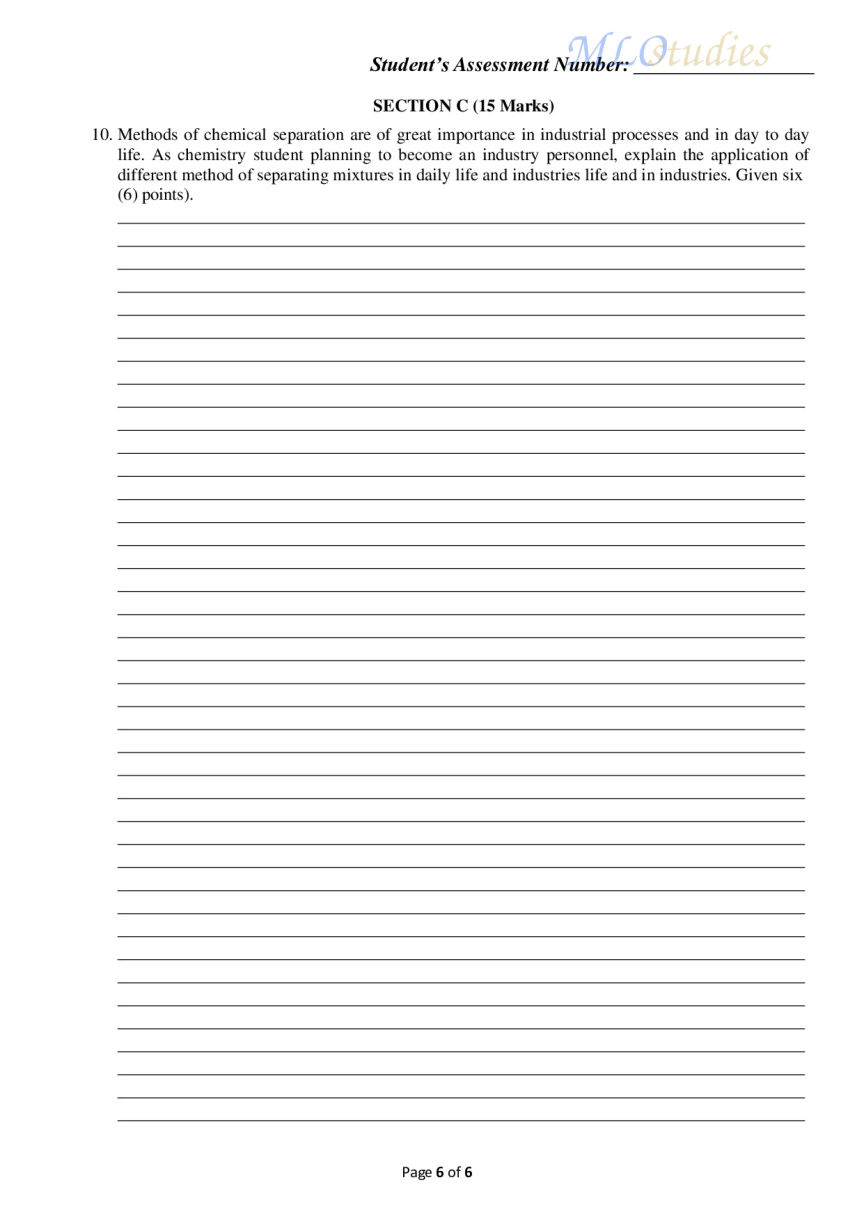 MLOstudies
Student's Assessment Number:
SECTION C (15 Marks)
10. Methods of chemical separation are of great importance in industrial processes and in day to day
life. As chemistry student planning to become an industry personnel, explain the application of
different method of separating mixtures in daily life and industries life and in industries. Given six
(6) points).
Page 6 of 6